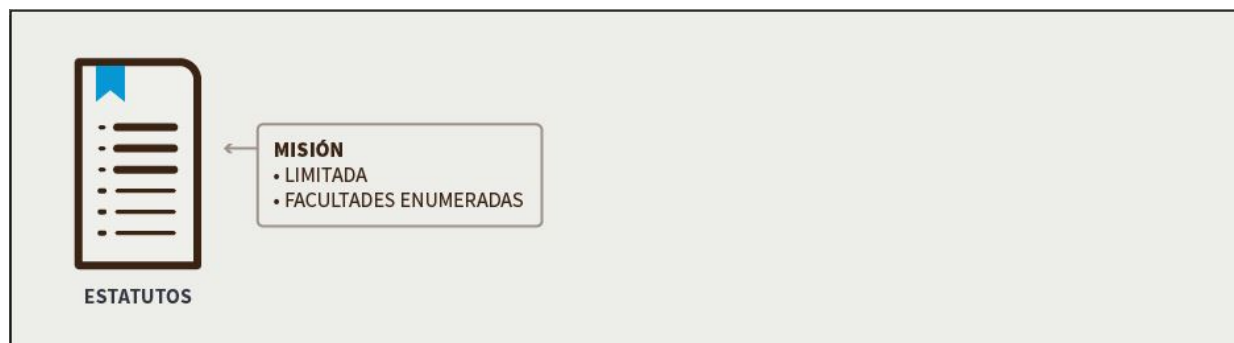 MISIÓN
• LIMITADA
• FACULTADES ENUMERADAS
ESTATUTOS